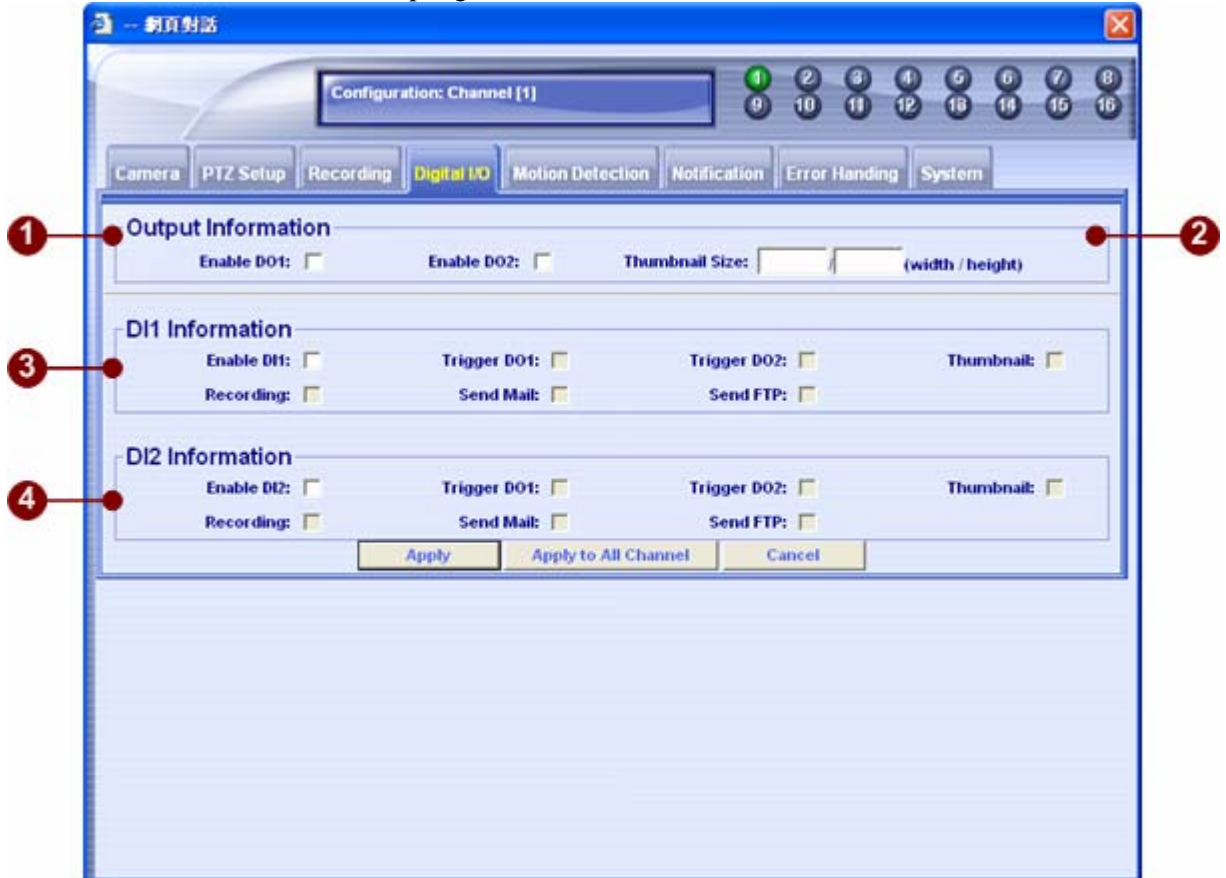 -- 網頁對話
Configuration: Channel [1]
1 2 3 4 5 6 7 8
9 10 11 12 13 14 15 16
Camera PTZ Setup Recording Digital I/O Motion Detection Notification Error Handing System
1
2
Output Information
Enable DO1: Enable DO2: Thumbnail Size: / (width / height)
3
DI1 Information
Enable DI1: Trigger DO1: Trigger DO2: Thumbnail:
Recording: Send Mail: Send FTP:
4
DI2 Information
Enable DI2: Trigger DO1: Trigger DO2: Thumbnail:
Recording: Send Mail: Send FTP:
Apply Apply to All Channel Cancel